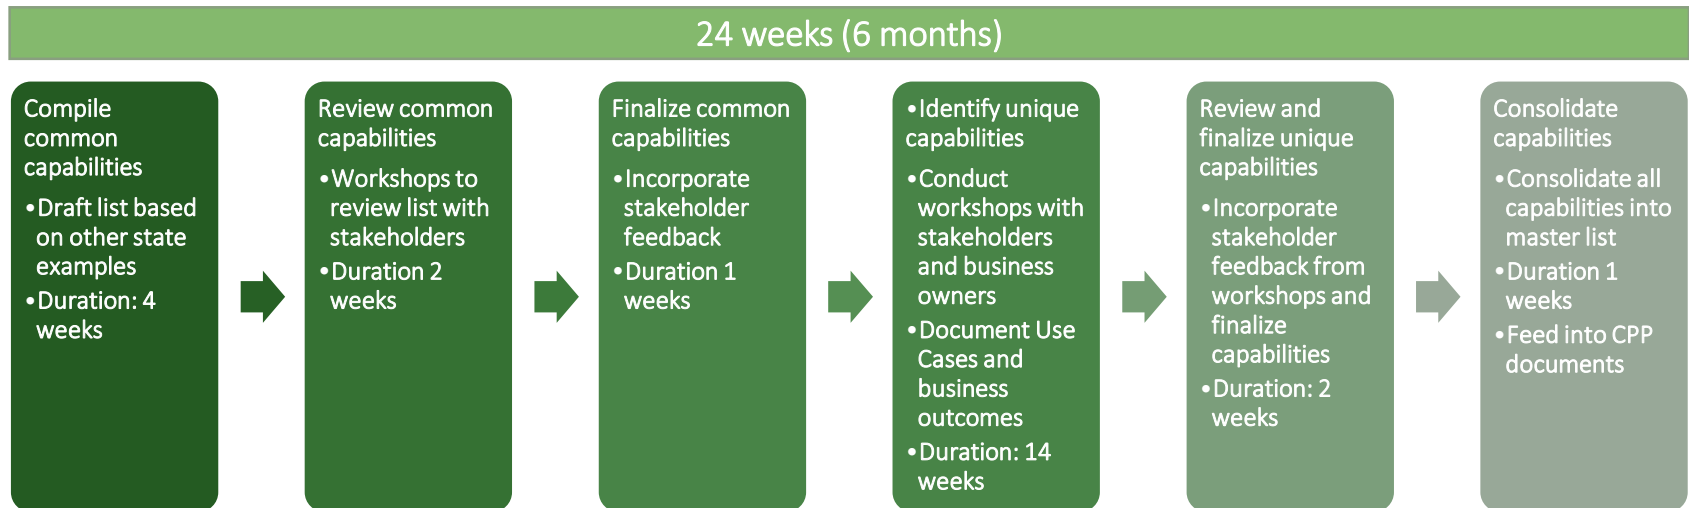 24 weeks (6 months)
Compile
common
capabilities
•Draft list based
on other state
examples
•Duration: 4
weeks
Review common
capabilities
•Workshops to
review list with
stakeholders
•Duration 2
weeks
Finalize common
capabilities
•Incorporate
stakeholder
feedback
•Duration 1
weeks
•Identify unique
capabilities
•Conduct
workshops with
stakeholders
and business
owners
•Document Use
Cases and
business
outcomes
•Duration: 14
weeks
Review and
finalize unique
capabilities
•Incorporate
stakeholder
feedback from
workshops and
finalize
capabilities
•Duration: 2
weeks
Consolidate
capabilities
•Consolidate all
capabilities into
master list
•Duration 1
weeks
•Feed into CPP
documents